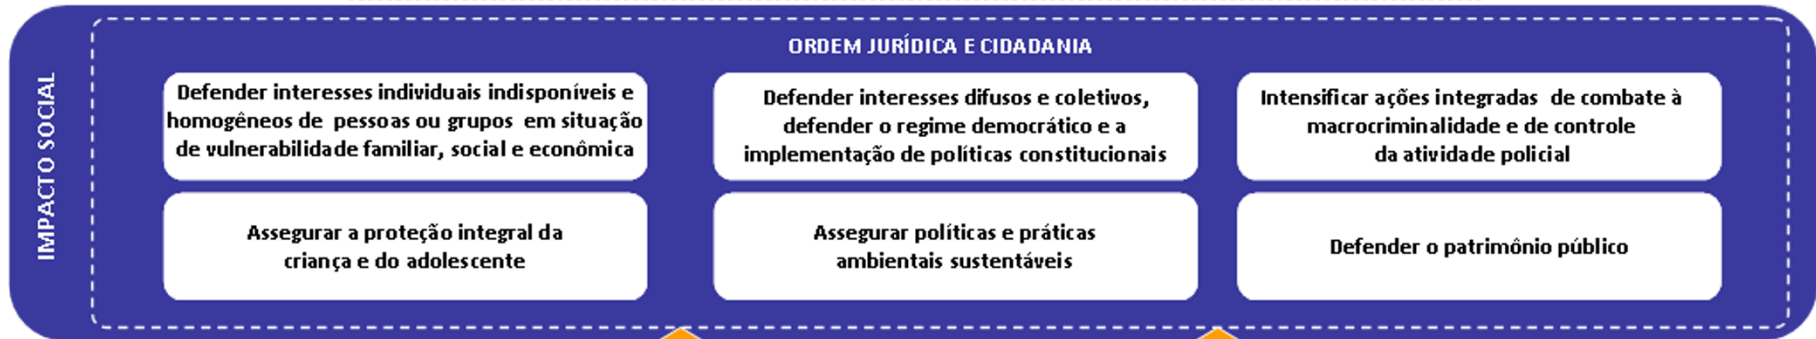 IMPACTO SOCIAL
ORDEM JURÍDICA E CIDADANIA
Defender interesses individuais indisponíveis e
homogêneos de pessoas ou grupos em situação
de vulnerabilidade familiar, social e econômica
Defender interesses difusos e coletivos,
defender o regime democrático e a
implementação de políticas constitucionais
Intensificar ações integradas de combate à
macrocriminalidade e de controle
da atividade policial
Assegurar a proteção integral da
criança e do adolescente
Assegurar políticas e práticas
ambientais sustentáveis
Defender o patrimônio público